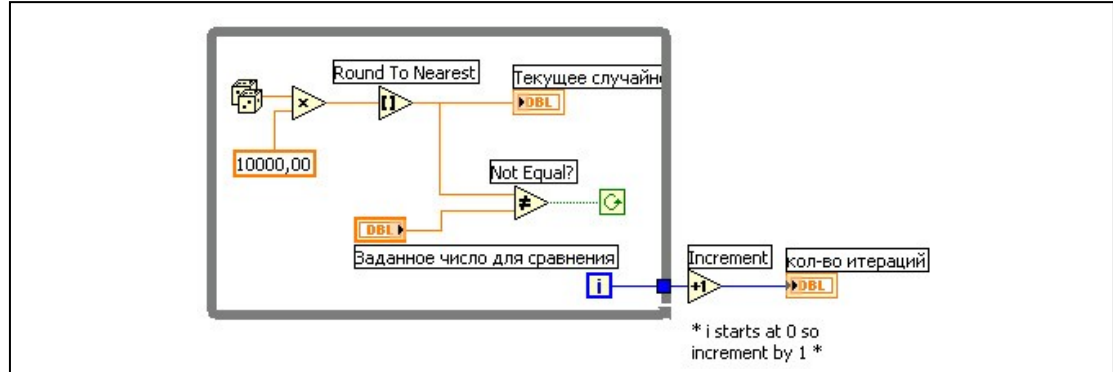 Round To Nearest
Текущее случайн
10000,00
DBL
Not Equal?
DBL
Заданное число для сравнения
i
Increment
+1
кол-во итераций
DBL
* i starts at 0 so
increment by 1 *